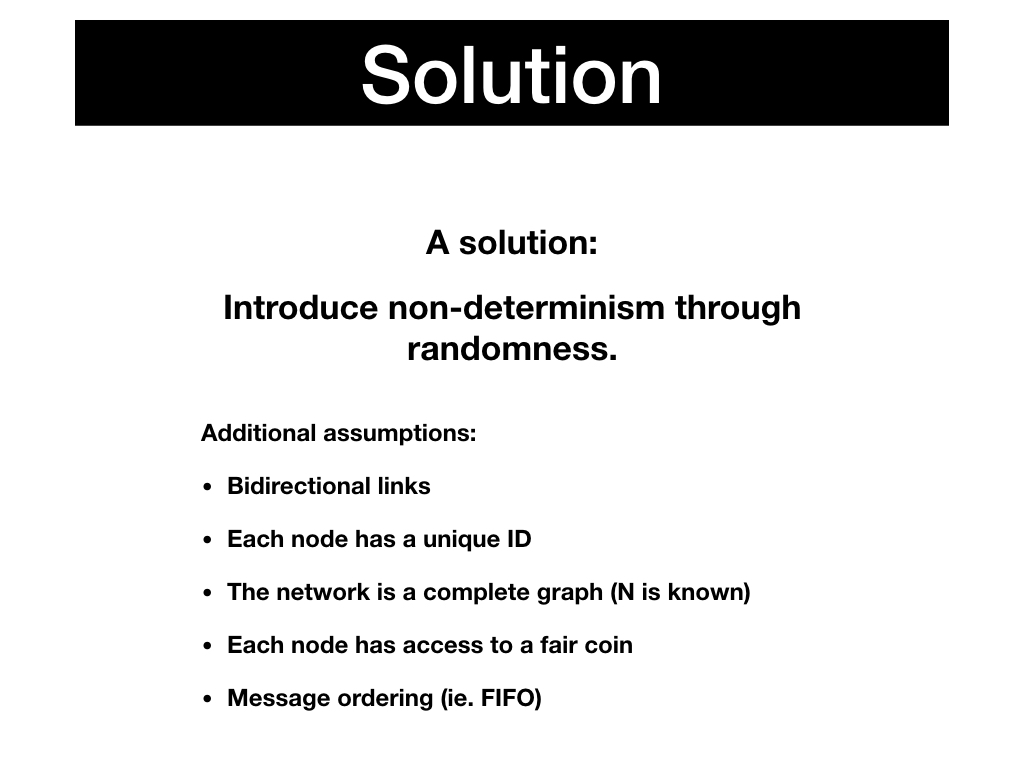 Solution
A solution:
Introduce non-determinism through
randomness.
Additional assumptions:
• Bidirectional links
• Each node has a unique ID
• The network is a complete graph (N is known)
• Each node has access to a fair coin
• Message ordering (ie. FIFO)